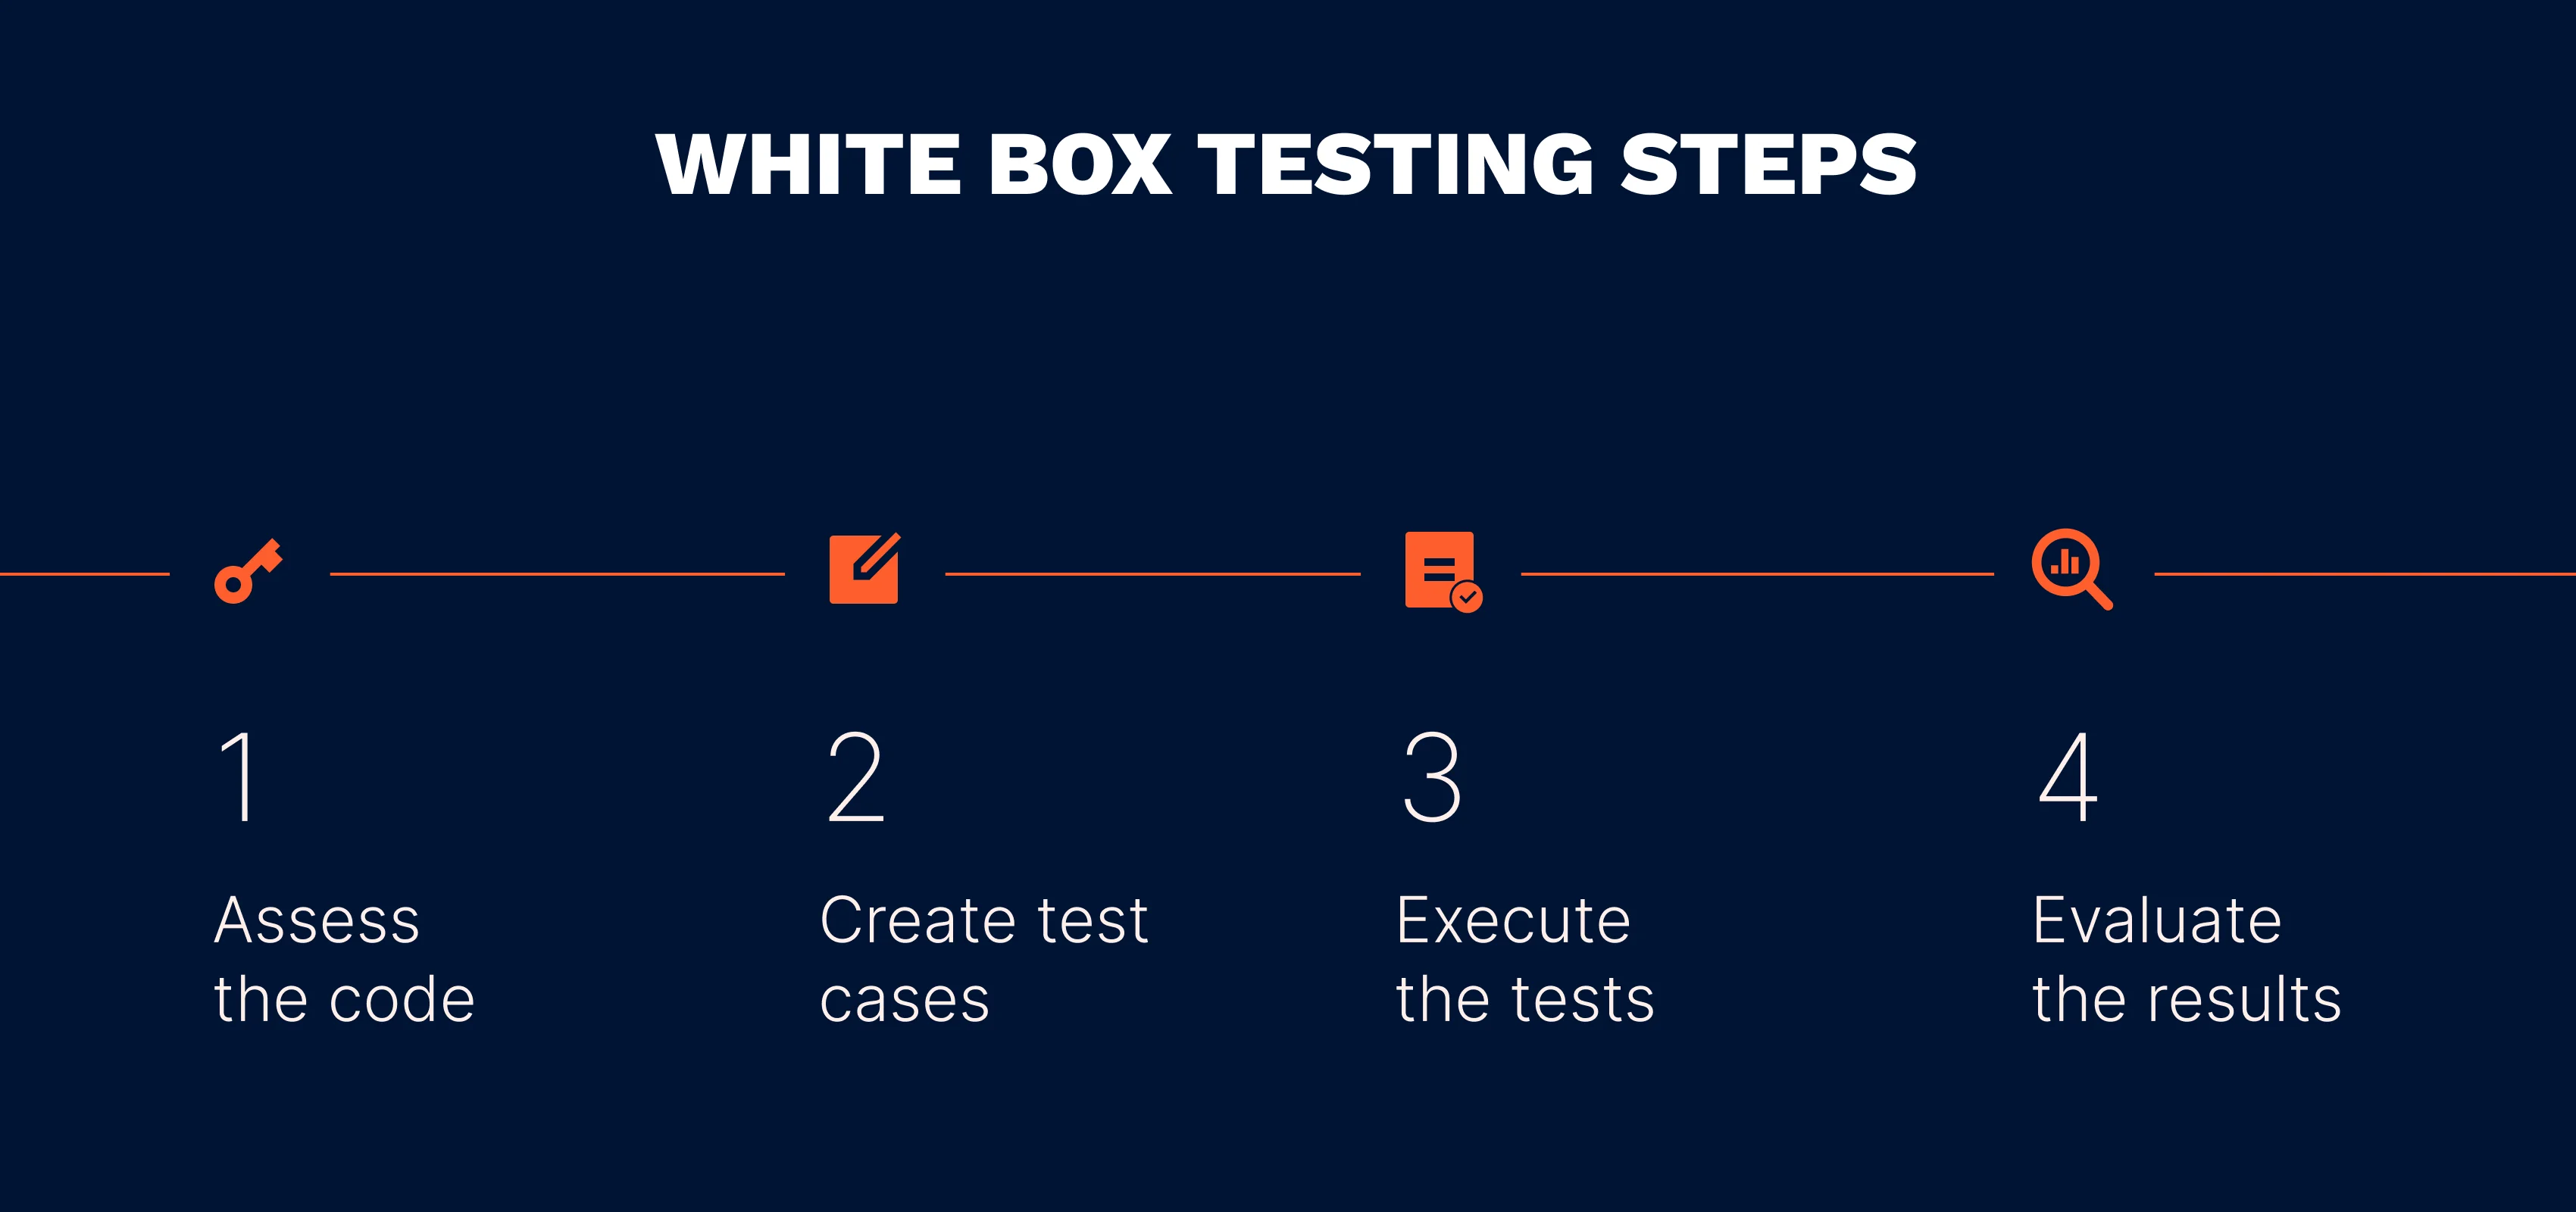 WHITE BOX TESTING STEPS
1
Assess
the code
2
Create test
cases
3
Execute
the tests
4
Evaluate
the results